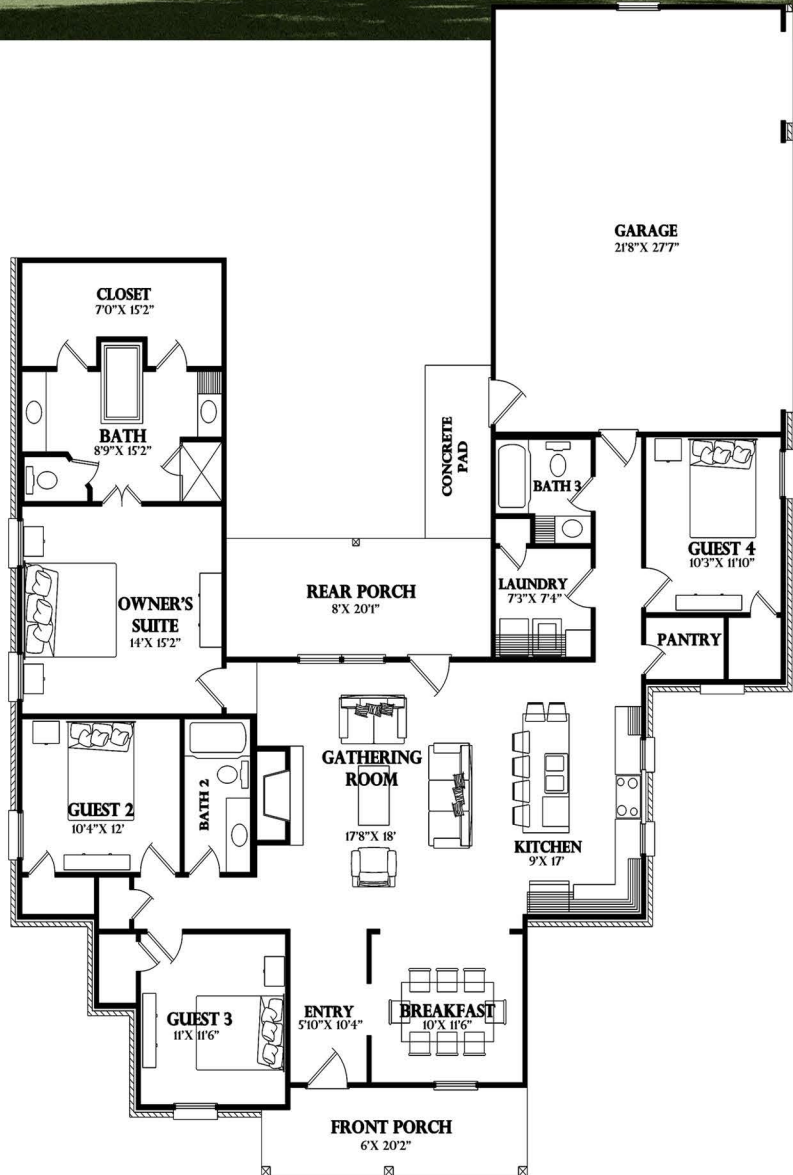 GARAGE
21'8"X 27'7"
CLOSET
7'0"X 15'2"
BATH
8'9"X 15'2"
CONCRETE
PAD
BATH 3
GUEST 4
10'3"X 11'10"
LAUNDRY
7'3"X 7'4"
REAR PORCH
8'X 20'1"
OWNER'S
SUITE
14'X 15'2"
PANTRY
GATHERING
ROOM
17'8"X 18'
GUEST 2
10'4"X 12'
BATH 2
KITCHEN
9'X 17'
GUEST 3
11'X 11'6"
ENTRY
5'10"X 10'4"
BREAKFAST
10'X 11'6"
FRONT PORCH
6'X 20'2"